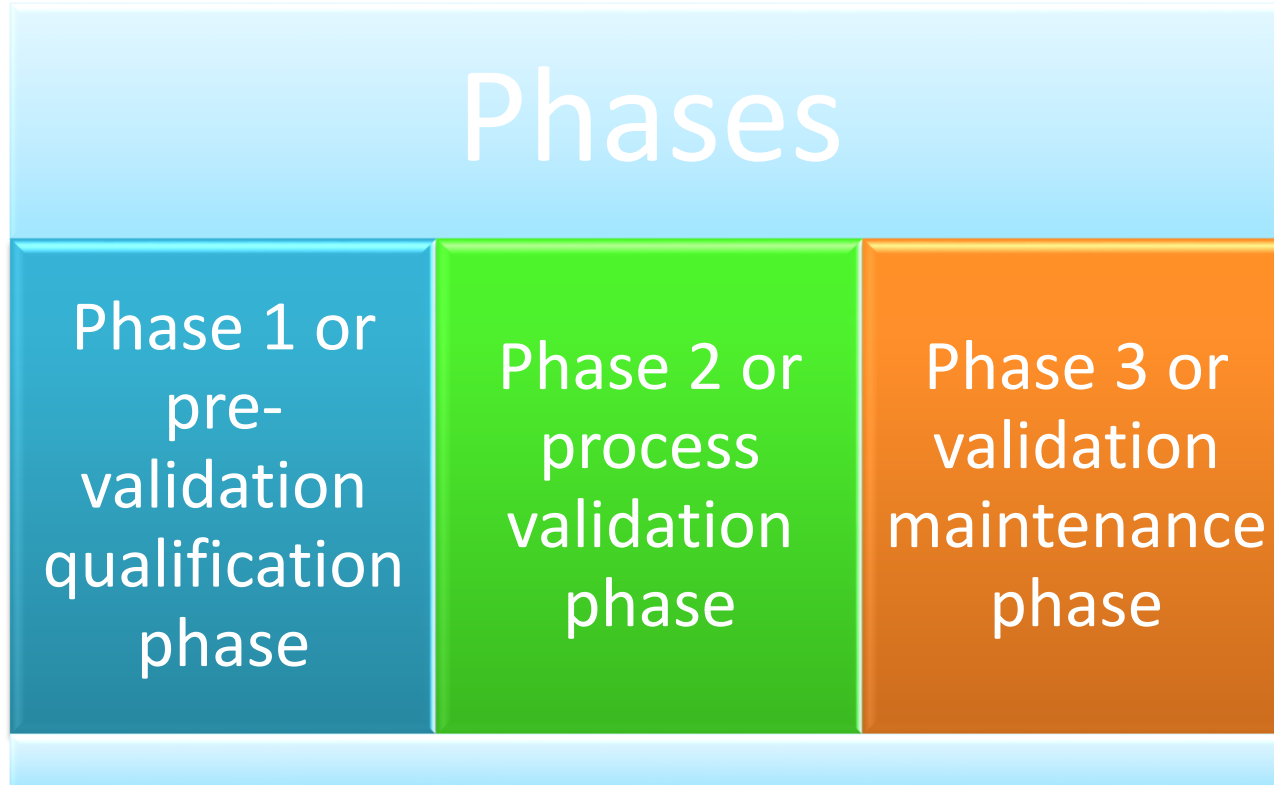 Phases
Phase 1 or
pre-
validation
qualification
phase
Phase 2 or
process
validation
phase
Phase 3 or
validation
maintenance
phase